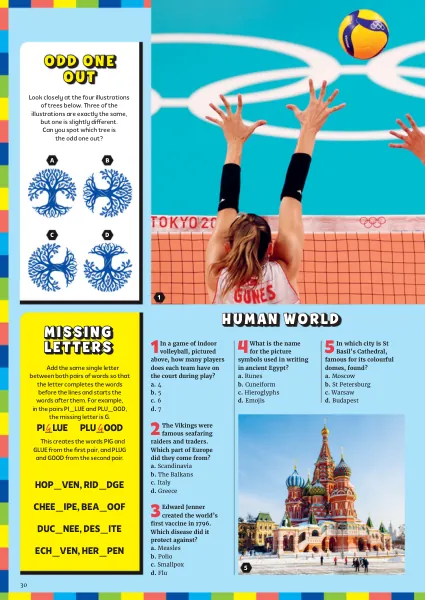 ODD ONE
OUT
Look closely at the four illustrations
of trees below. Three of the
illustrations are exactly the same,
but one is slightly different.
Can you spot which tree is
the odd one out?
A
B
C
D
TOKYO 20
GUNES
1
MISSING
LETTERS
Add the same single letter
between both pairs of words so that
the letter completes the words
before the lines and starts the
words after them. For example,
in the pairs PI_LUE and PLU_OOD,
the missing letter is G.
PIGLUE PLUGOOD
This creates the words PIG and
GLUE from the first pair, and PLUG
and GOOD from the second pair.
HOP_VEN, RID_DGE
CHEE_IPE, BEA_OOF
DUC_NEE, DES_ITE
ECH_VEN, HER_PEN
HUMAN WORLD
1 In a game of indoor
volleyball, pictured
above, how many players
does each team have on
the court during play?
a. 4
b. 5
c. 6
d. 7
2 The Vikings were
famous seafaring
raiders and traders.
Which part of Europe
did they come from?
a. Scandinavia
b. The Balkans
c. Italy
d. Greece
3 Edward Jenner
created the world's
first vaccine in 1796.
Which disease did it
protect against?
a. Measles
b. Polio
c. Smallpox
d. Flu
4 What is the name
for the picture
symbols used in writing
in ancient Egypt?
a. Runes
b. Cuneiform
c. Hieroglyphs
d. Emojis
5 In which city is St
Basil's Cathedral,
famous for its colourful
domes, found?
a. Moscow
b. St Petersburg
c. Warsaw
d. Budapest
5
30